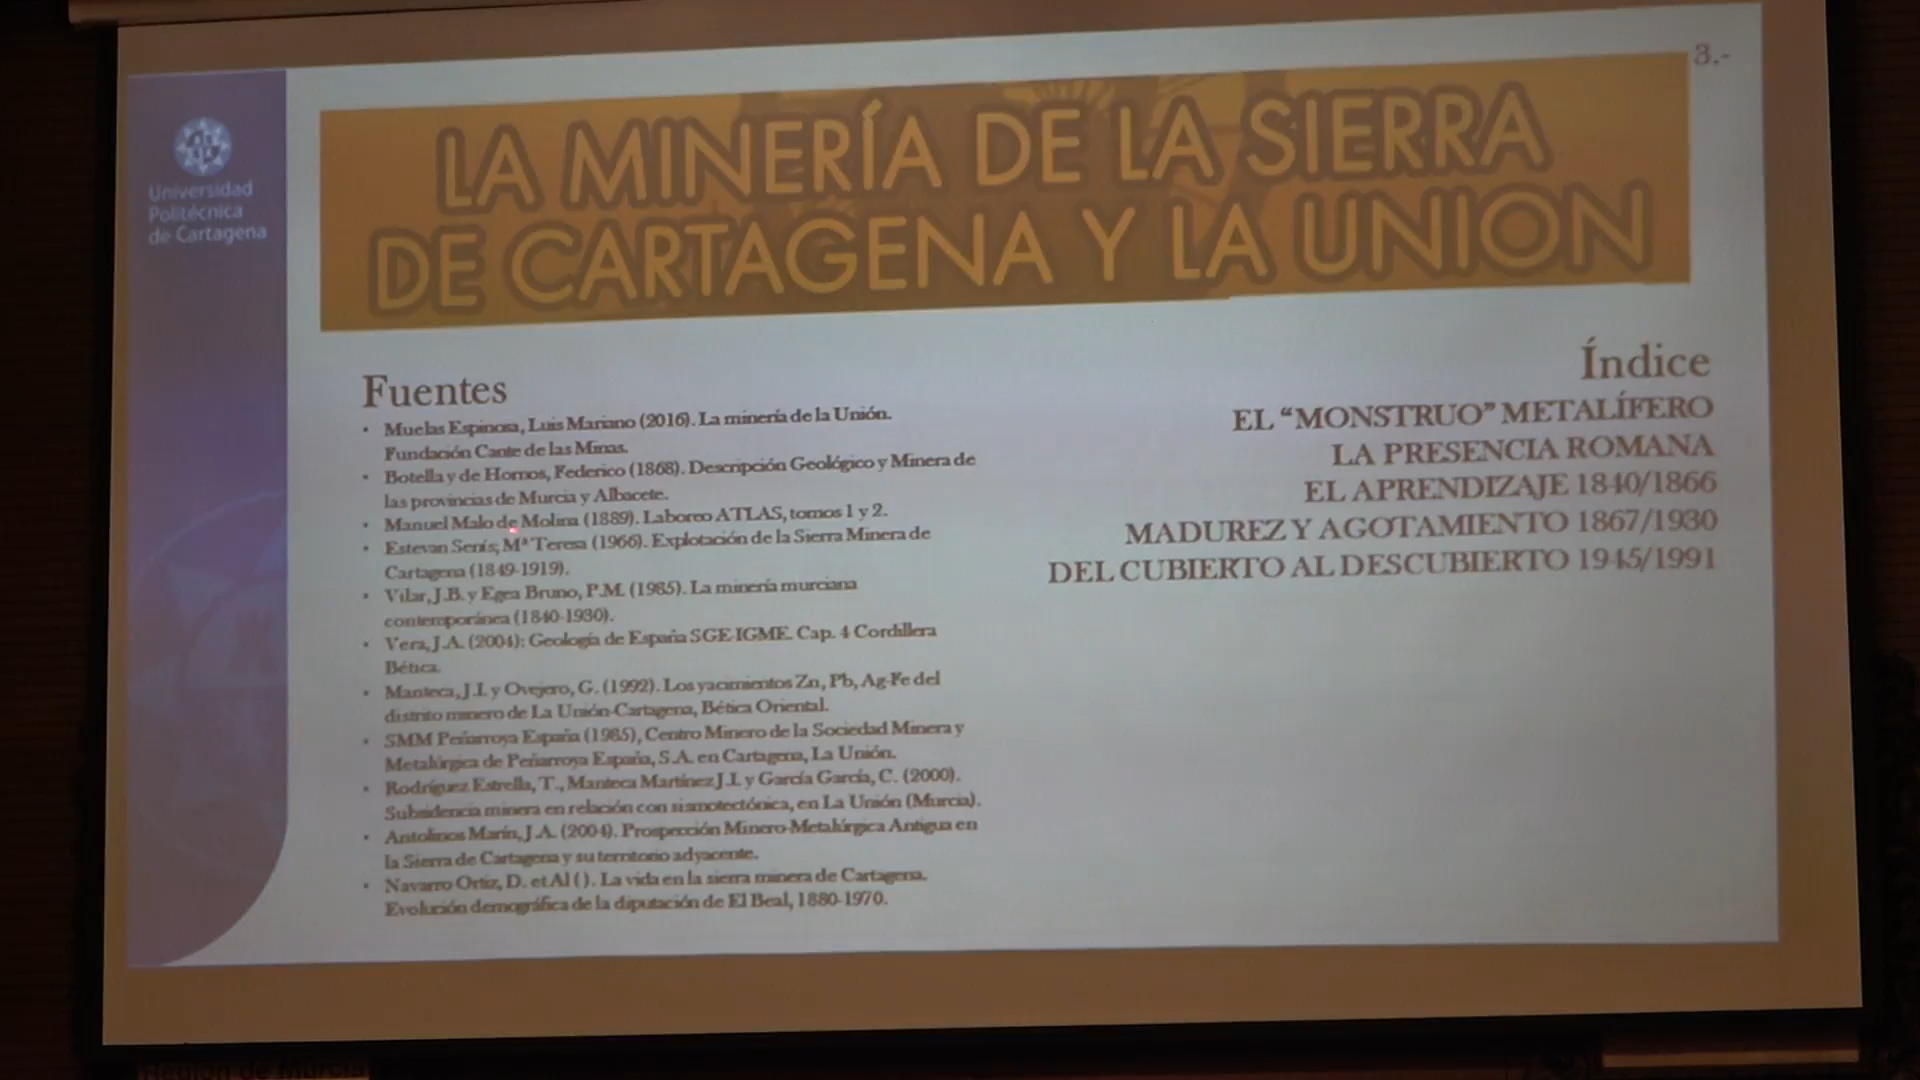 3.-
Universidad
Politécnica
de Cartagena
LA MINERÍA DE LA SIERRA
DE CARTAGENA Y LA UNION
Fuentes
• Muelas Espinosa, Luis Mariano (2016). La minería de la Unión.
Fundación Cante de las Minas.
• Botella y de Hornos, Federico (1868). Descripción Geológico y Minera de
las provincias de Murcia y Albacete.
• Manuel Malo de Molina (1889). Laboreo ATLAS, tomos 1 y 2.
• Estevan Senís, Mª Teresa (1966). Explotación de la Sierra Minera de
Cartagena (1849-1919).
• Vilar, J.B. y Egea Bruno, P.M. (1985). La minería murciana
contemporánea (1840-1930).
• Vera, J.A. (2004): Geología de España SGE-IGME. Cap. 4 Cordillera
Bética.
• Manteca, J.I. y Ovejero, G. (1992). Los yacimientos Zn, Pb, Ag-Fe del
distrito minero de La Unión-Cartagena, Bética Oriental.
• SMM Peñarroya España (1985), Centro Minero de la Sociedad Minera y
Metalúrgica de Peñarroya España, S.A. en Cartagena, La Unión.
• Rodríguez Estrella, T., Manteca Martínez J.I. y García García, C. (2000).
Subsidencia minera en relación con sismotectónica, en La Unión (Murcia).
• Antolinos Marín, J.A. (2004). Prospección Minero-Metalúrgica Antigua en
la Sierra de Cartagena y su territorio adyacente.
• Navarro Ortiz, D. et Al ( ). La vida en la sierra minera de Cartagena.
Evolución demográfica de la diputación de El Beal, 1880-1970.
Índice
EL “MONSTRUO” METALÍFERO
LA PRESENCIA ROMANA
EL APRENDIZAJE 1840/1866
MADUREZ Y AGOTAMIENTO 1867/1930
DEL CUBIERTO AL DESCUBIERTO 1945/1991
Región de Murcia